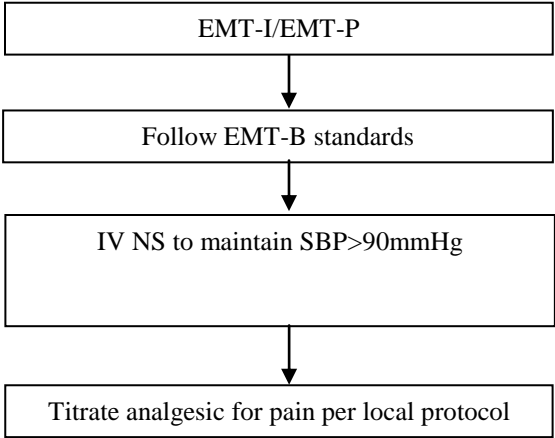 EMT-I/EMT-P
Follow EMT-B standards
IV NS to maintain SBP>90mmHg
Titrate analgesic for pain per local protocol